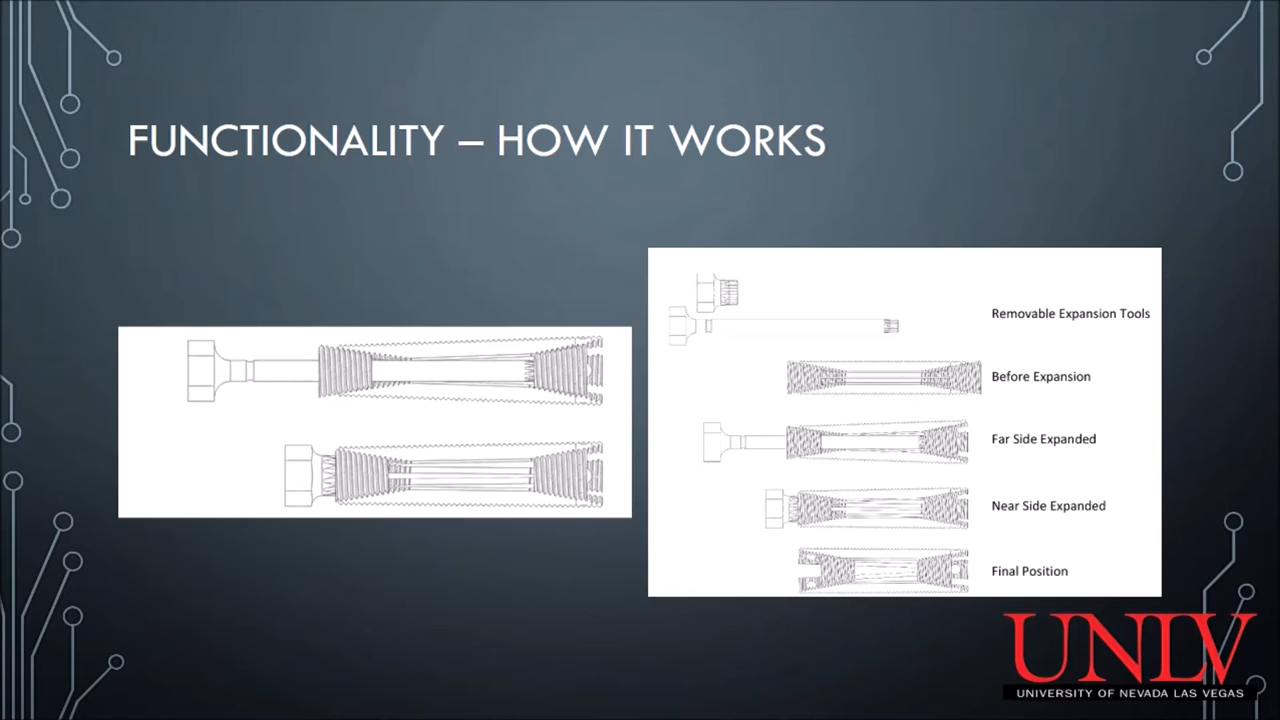 FUNCTIONALITY – HOW IT WORKS
Removable Expansion Tools
Before Expansion
Far Side Expanded
Near Side Expanded
Final Position
UNLV
UNIVERSITY OF NEVADA LAS VEGAS